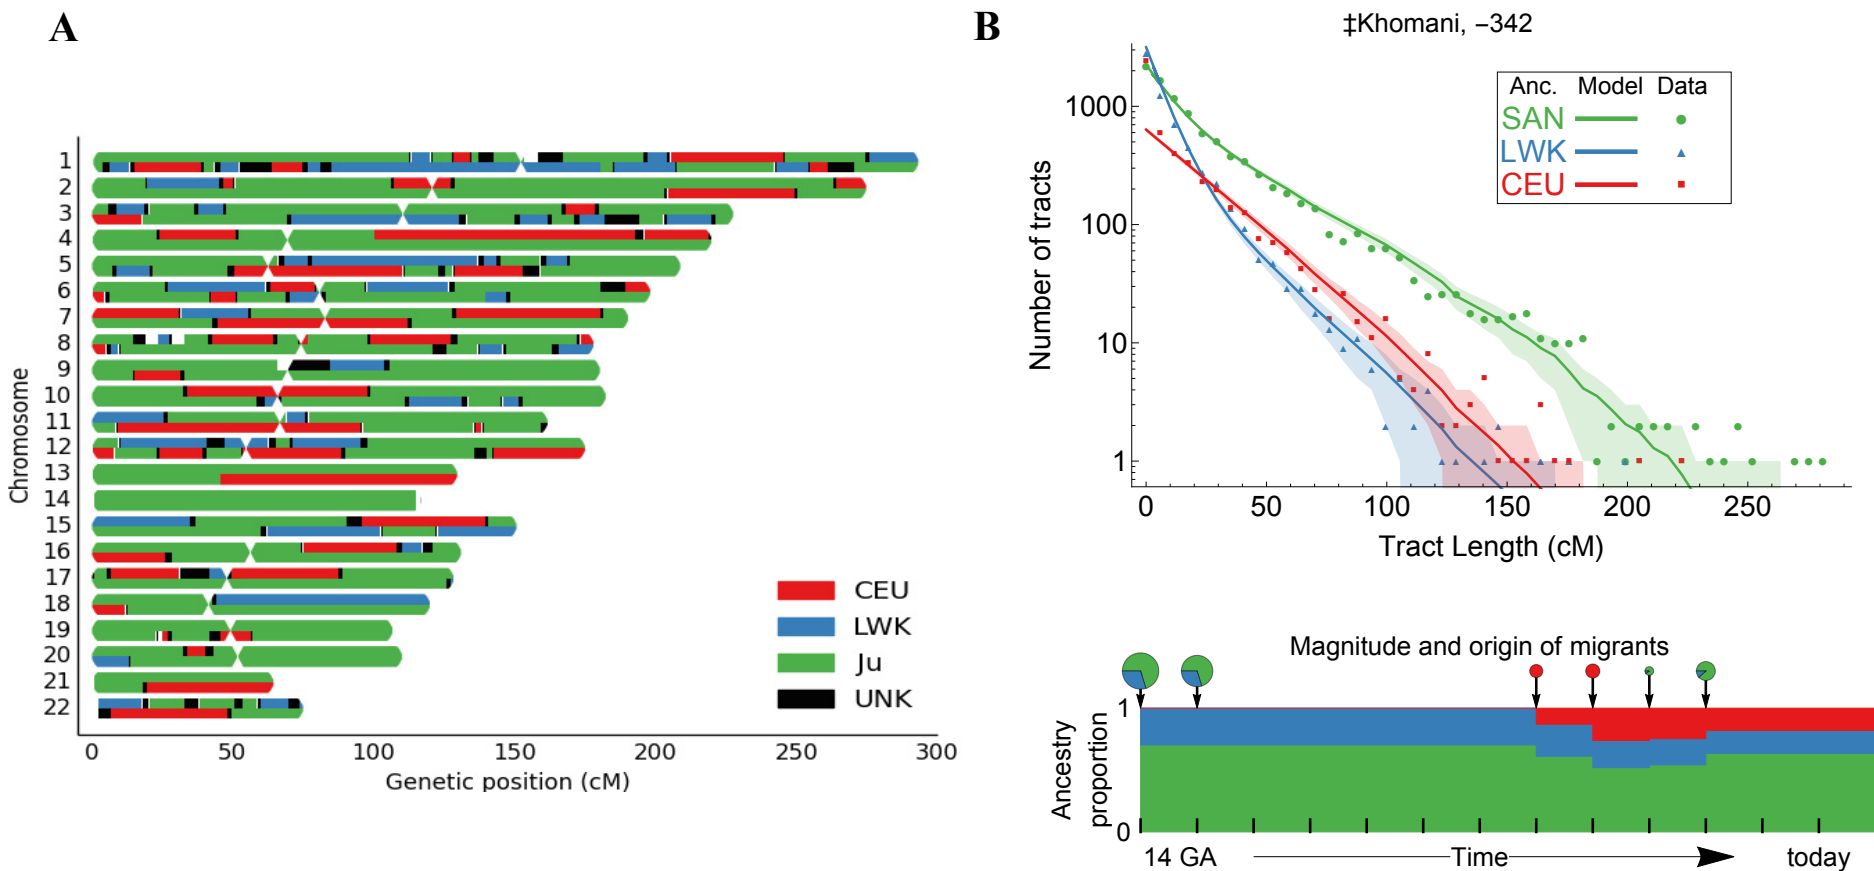 A
Chromosome
1
2
3
4
5
6
7
8
9
10
11
12
13
14
15
16
17
18
19
20
21
22
CEU
LWK
Ju
UNK
0 50 100 150 200 250 300
Genetic position (cM)
B
‡Khomani, −342
Anc. Model Data
SAN
LWK
CEU
Number of tracts
1000
100
10
1
0 50 100 150 200 250
Tract Length (cM)
Magnitude and origin of migrants
Ancestry
proportion
1
0
14 GA Time today